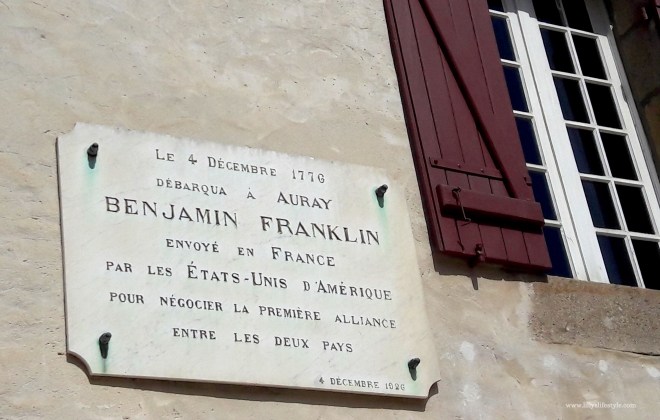 Le 4 Décembre 1776
débarqua à Auray
BENJAMIN FRANKLIN
envoyé en France
par les États-Unis d'Amérique
pour négocier la première alliance
entre les deux pays
4 Décembre 1926